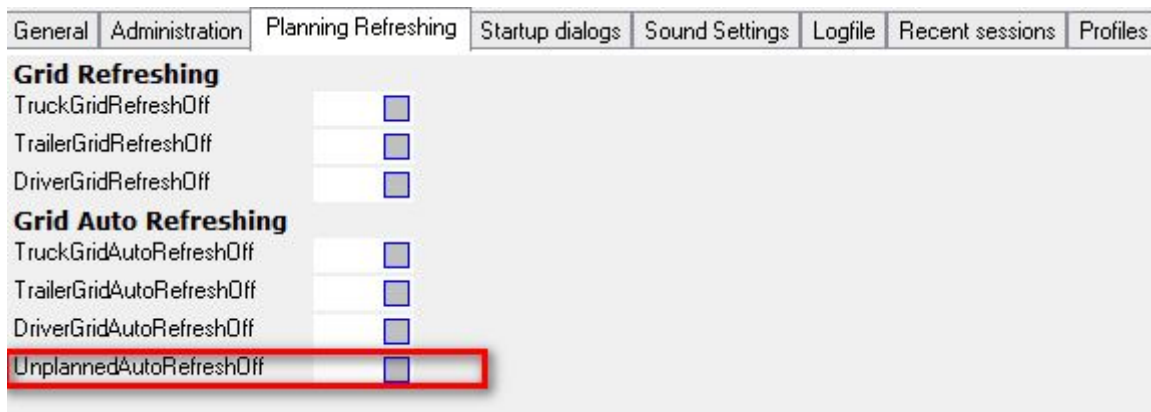 General Administration Planning Refreshing Startup dialogs Sound Settings Logfile Recent sessions Profiles
Grid Refreshing
TruckGridRefreshOff
TrailerGridRefreshOff
DriverGridRefreshOff
Grid Auto Refreshing
TruckGridAutoRefreshOff
TrailerGridAutoRefreshOff
DriverGridAutoRefreshOff
UnplannedAutoRefreshOff